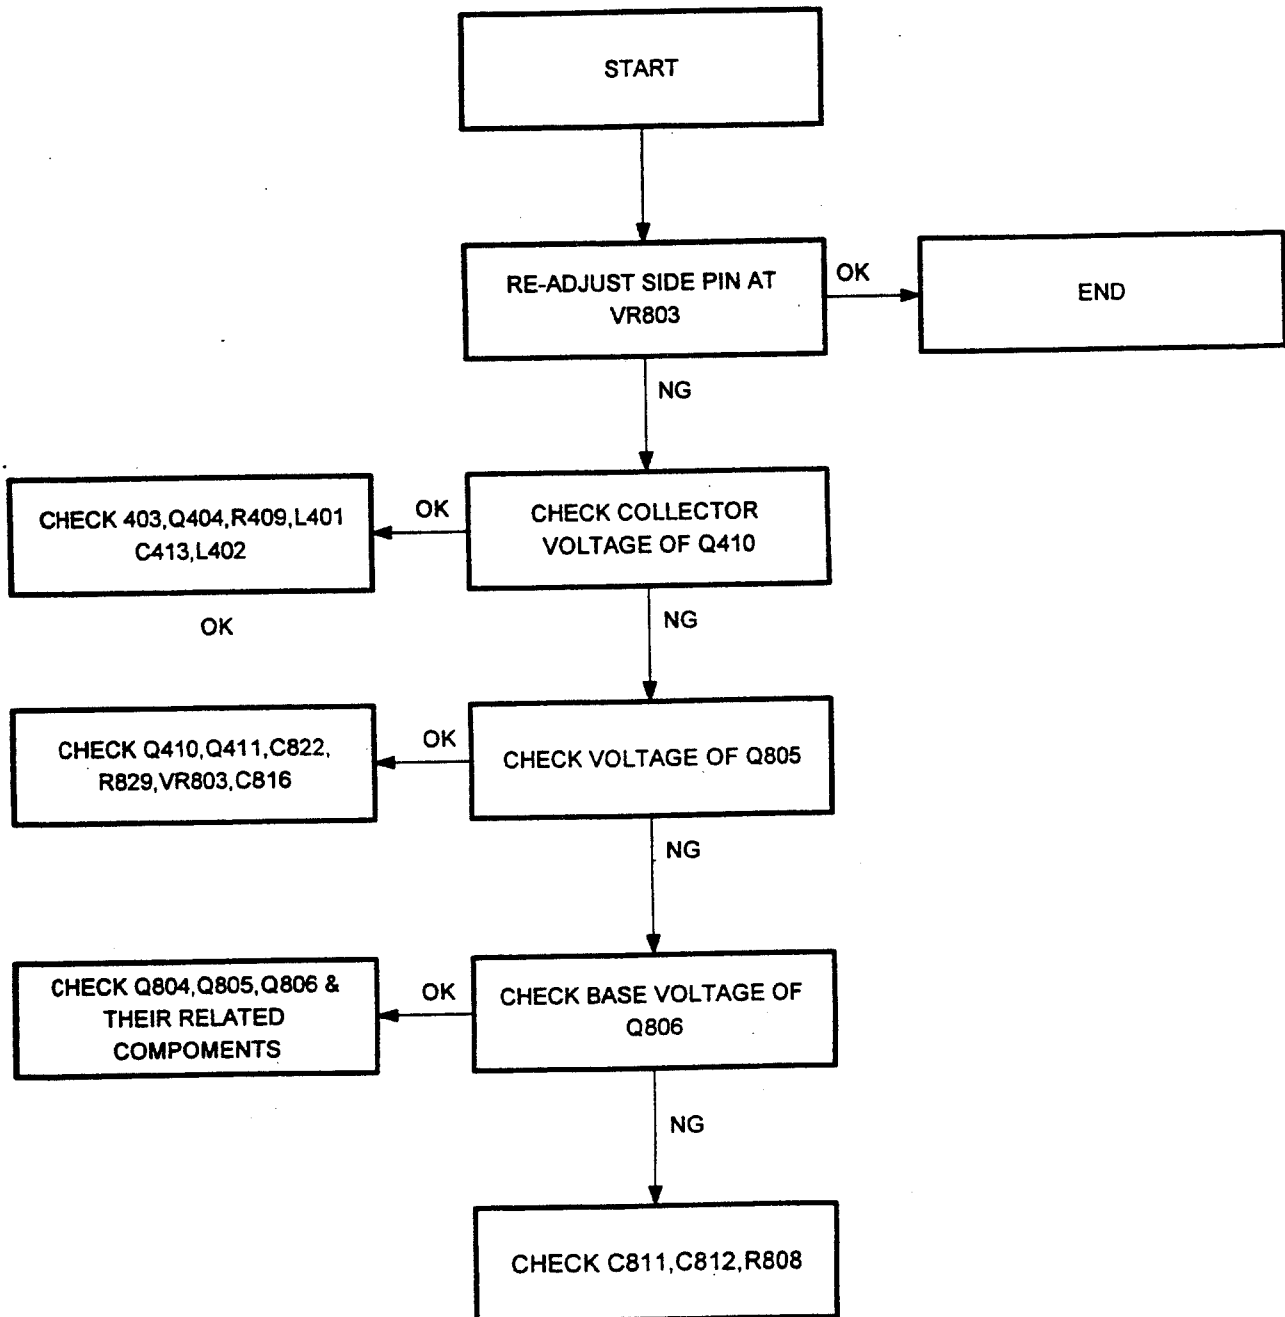 START
RE-ADJUST SIDE PIN AT
VR803
OK
END
NG
CHECK 403,Q404,R409,L401
C413,L402
OK
CHECK COLLECTOR
VOLTAGE OF Q410
OK
NG
CHECK Q410,Q411,C822,
R829,VR803,C816
OK
CHECK VOLTAGE OF Q805
NG
CHECK Q804,Q805,Q806 &
THEIR RELATED
COMPOMENTS
OK
CHECK BASE VOLTAGE OF
Q806
NG
CHECK C811,C812,R808